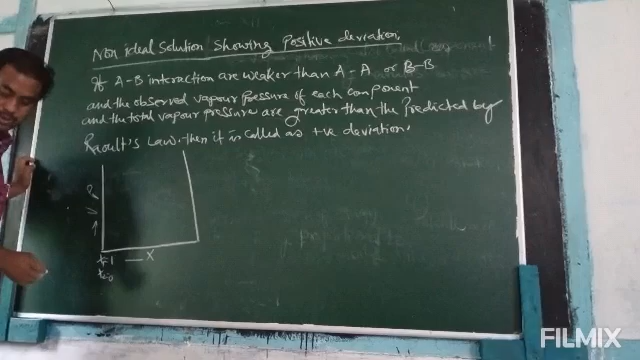 Non ideal Solution Showing Positive deviation.
If A-B interaction are weaker than A-A or B-B
and the observed vapour pressure of each component
and the total vapour pressure are greater than the Predicted by
Raoult's Law. then it is called as +ve deviation.
X
FILMIX